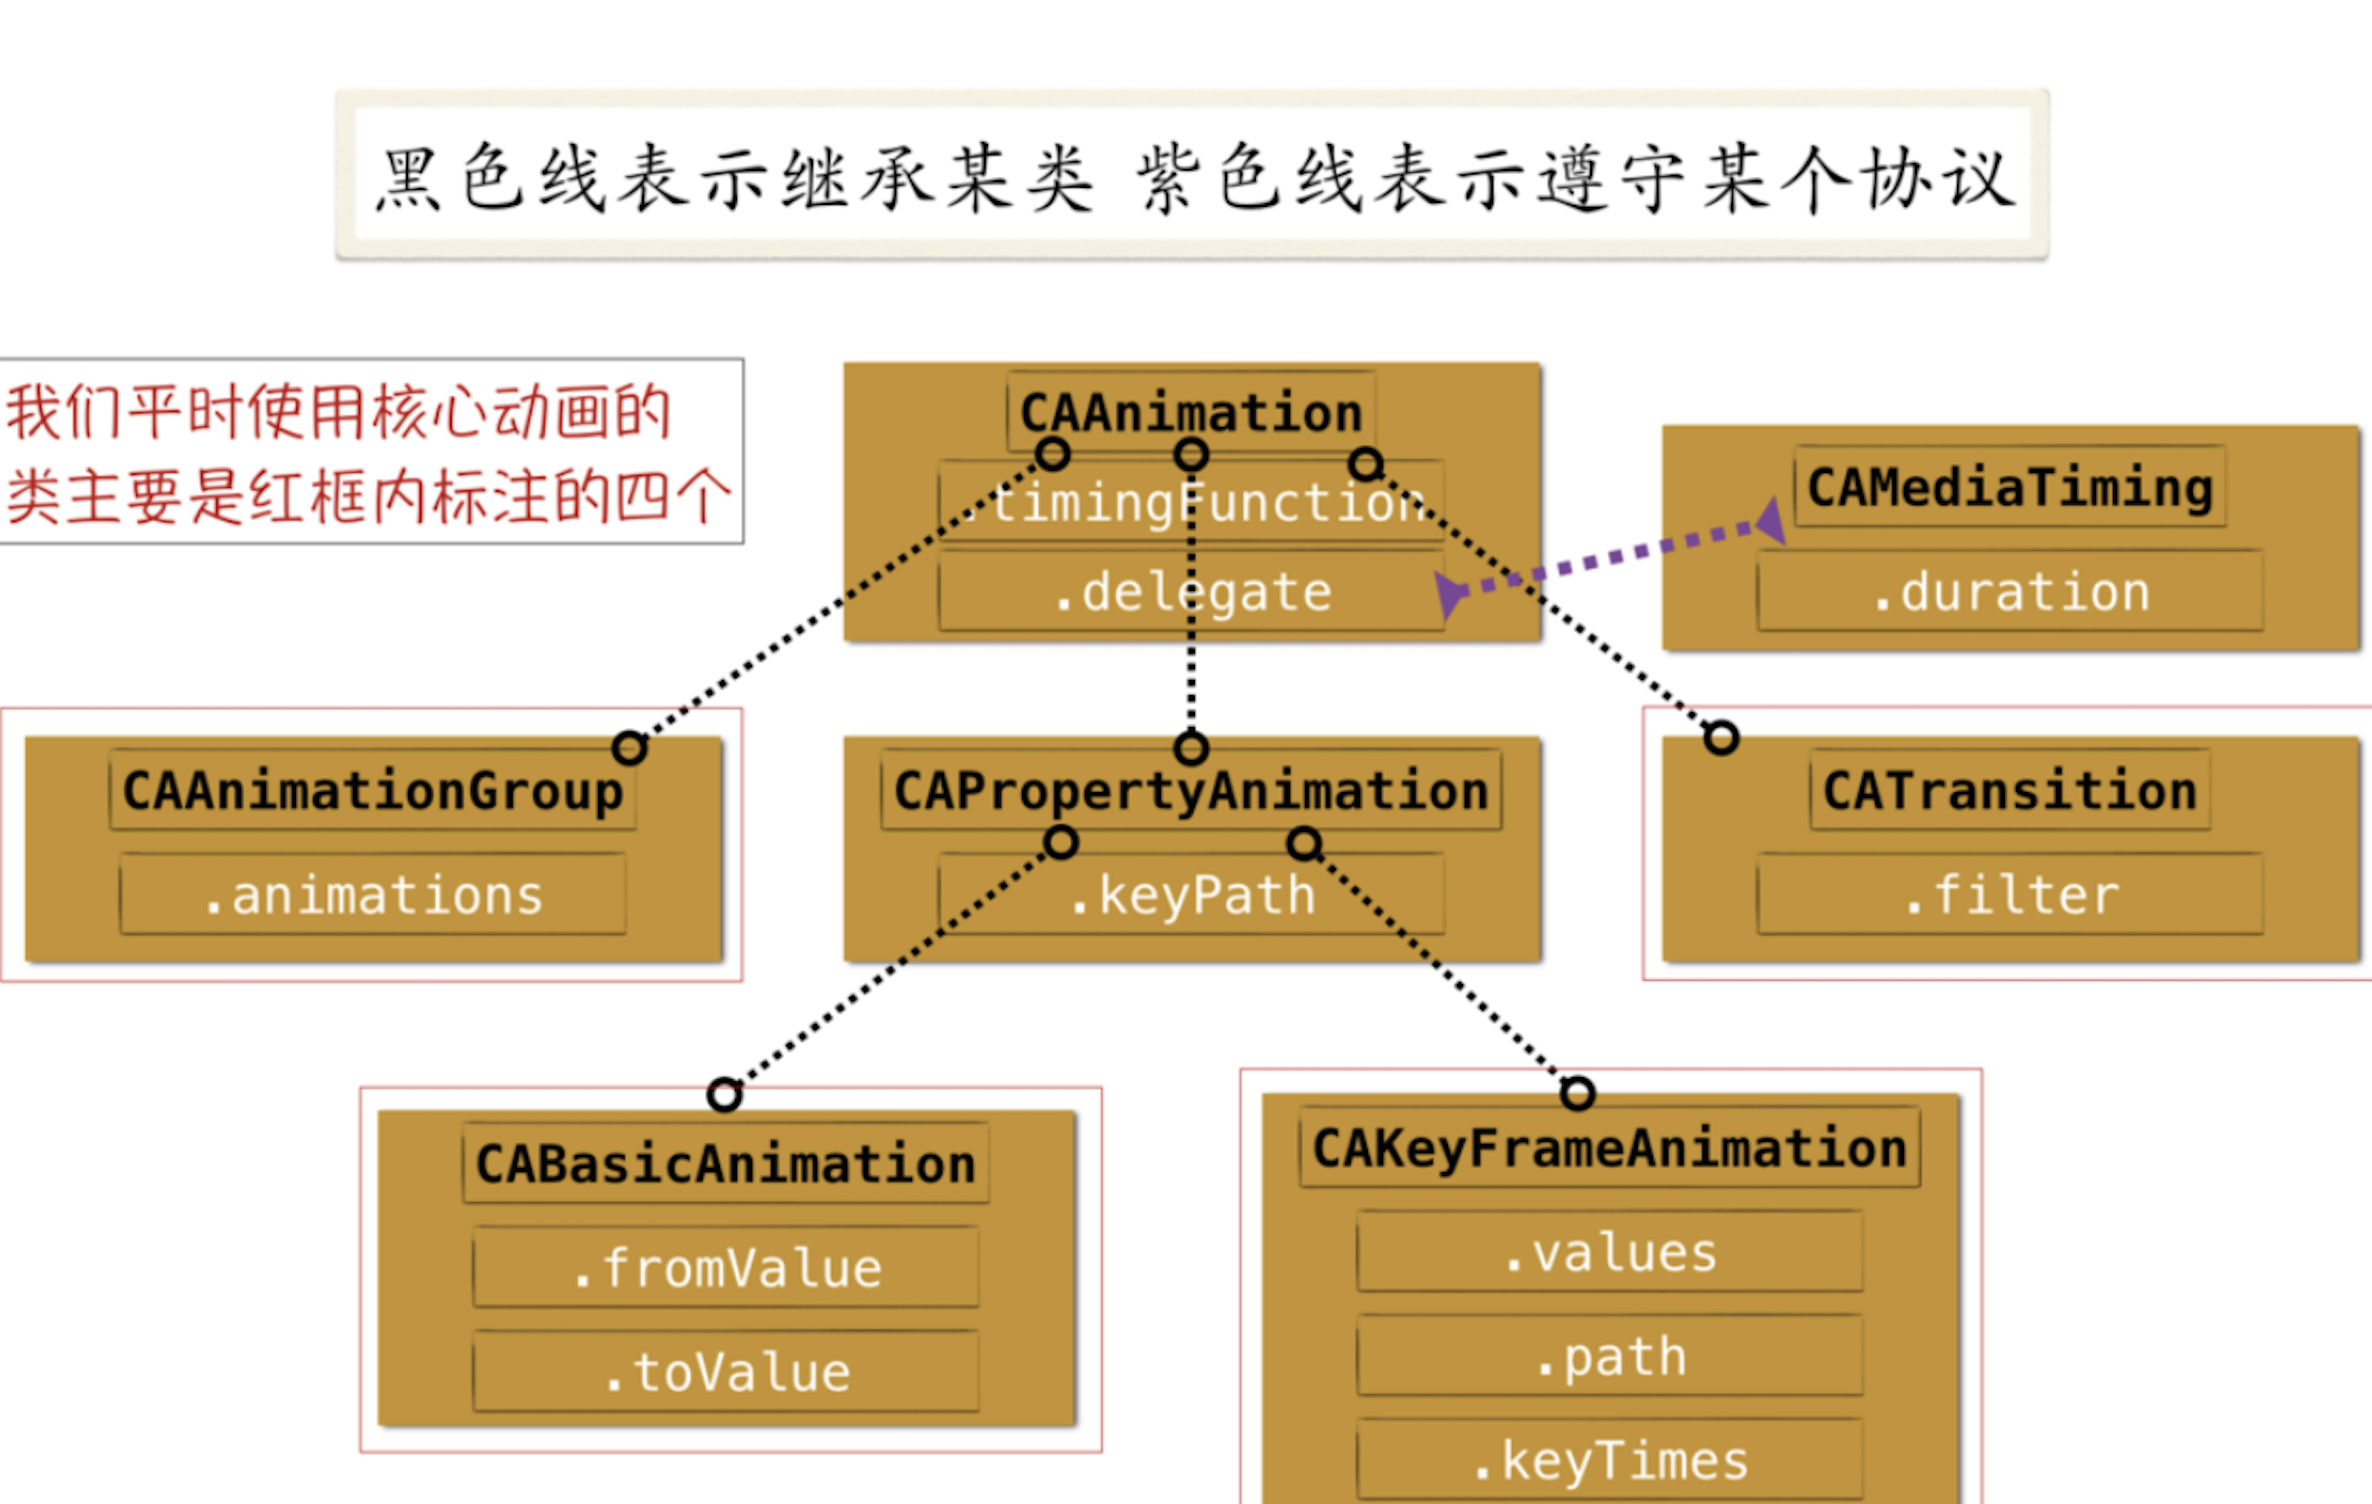 黑色线表示继承某类 紫色线表示遵守某个协议
我们平时使用核心动画的
类主要是红框内标注的四个
CAAnimation
.timingFunction
.delegate
CAMediaTiming
.duration
CAAnimationGroup
.animations
CAPropertyAnimation
.keyPath
CATransition
.filter
CABasicAnimation
.fromValue
.toValue
CAKeyFrameAnimation
.values
.path
.keyTimes